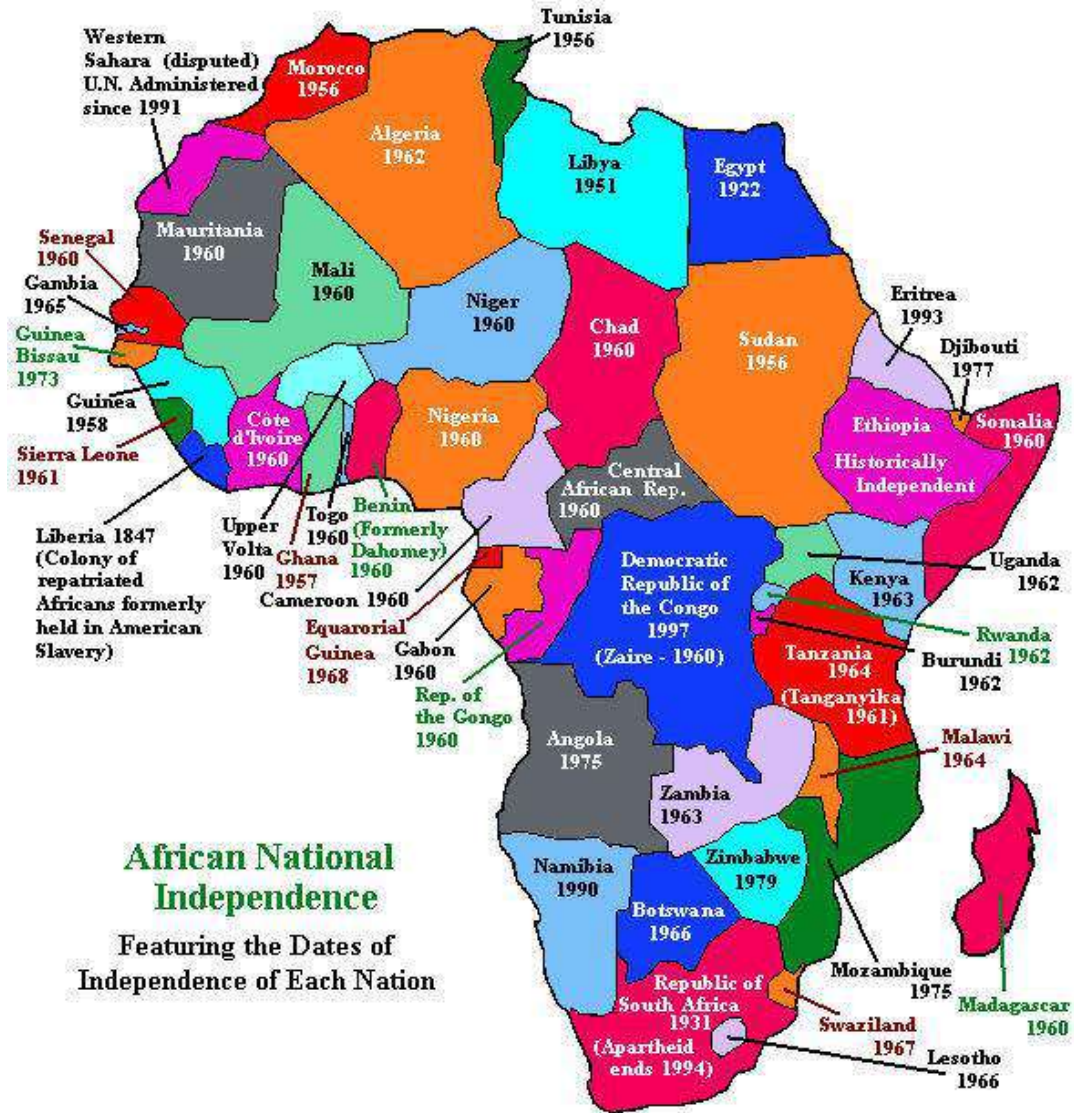 Tunisia
1956
Western
Sahara (disputed)
U.N. Administered
since 1991
Morocco
1956
Algeria
1962
Libya
1951
Egypt
1922
Mauritania
1960
Senegal
1960
Gambia
1965
Guinea
Bissau
1973
Guinea
1958
Sierra Leone
1961
Mali
1960
Niger
1960
Chad
1960
Sudan
1956
Eritrea
1993
Djibouti
1977
Somalia
1960
Ethiopia
Historically
Independent
Côte
d'Ivoire
1960
Nigeria
1960
Central
African Rep.
1960
Liberia 1847
(Colony of
repatriated
Africans formerly
held in American
Slavery)
Upper
Volta
1960
Ghana
1957
Togo
1960
Benin
(Formerly
Dahomey)
1960
Cameroon 1960
Equarorial
Guinea
1968
Gabon
1960
Rep. of
the Gongo
1960
Democratic
Republic of
the Congo
1997
(Zaire - 1960)
Uganda
1962
Kenya
1963
Rwanda
1962
Burundi
1962
Tanzania
1964
(Tanganyika
1961)
Angola
1975
Malawi
1964
Zambia
1963
Namibia
1990
Zimbabwe
1979
Botswana
1966
Mozambique
1975
Madagascar
1960
Republic of
South Africa
1931
(Apartheid
ends 1994)
Swaziland
1967
Lesotho
1966
African National
Independence
Featuring the Dates of
Independence of Each Nation